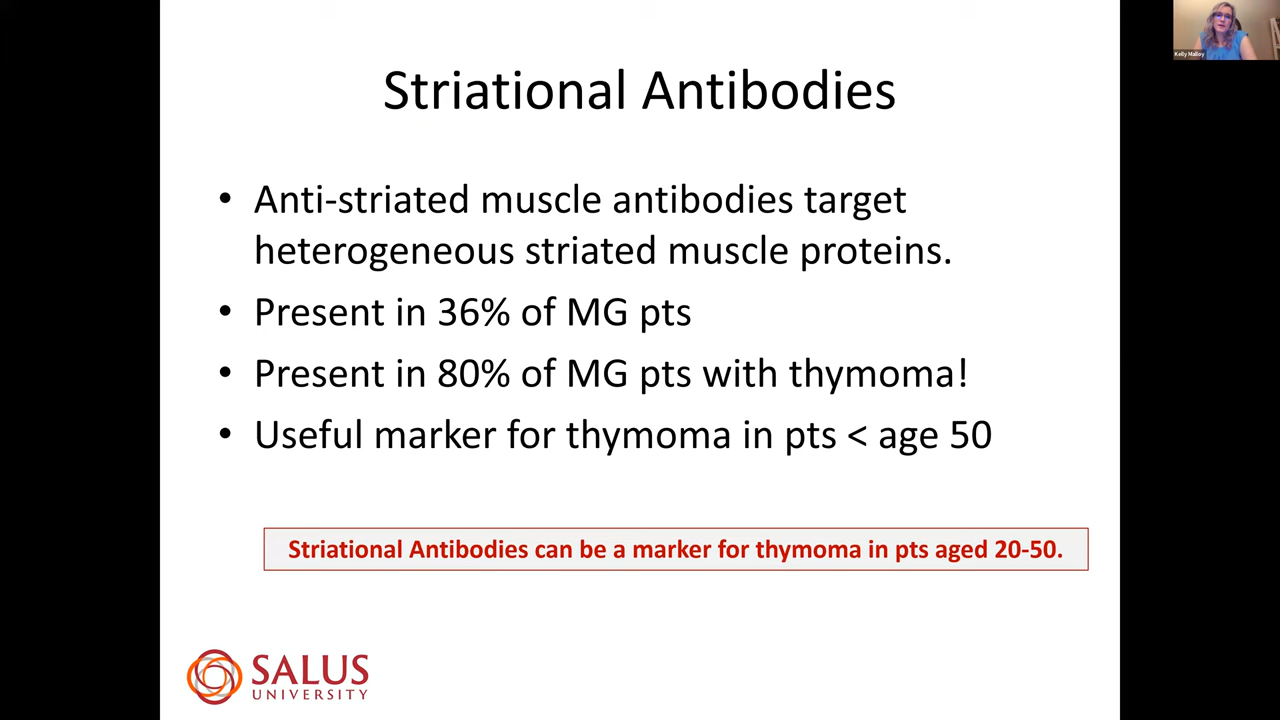 Kelly Malloy
Striational Antibodies
• Anti-striated muscle antibodies target
heterogeneous striated muscle proteins.
• Present in 36% of MG pts
• Present in 80% of MG pts with thymoma!
• Useful marker for thymoma in pts < age 50
Striational Antibodies can be a marker for thymoma in pts aged 20-50.
SALUS
UNIVERSITY